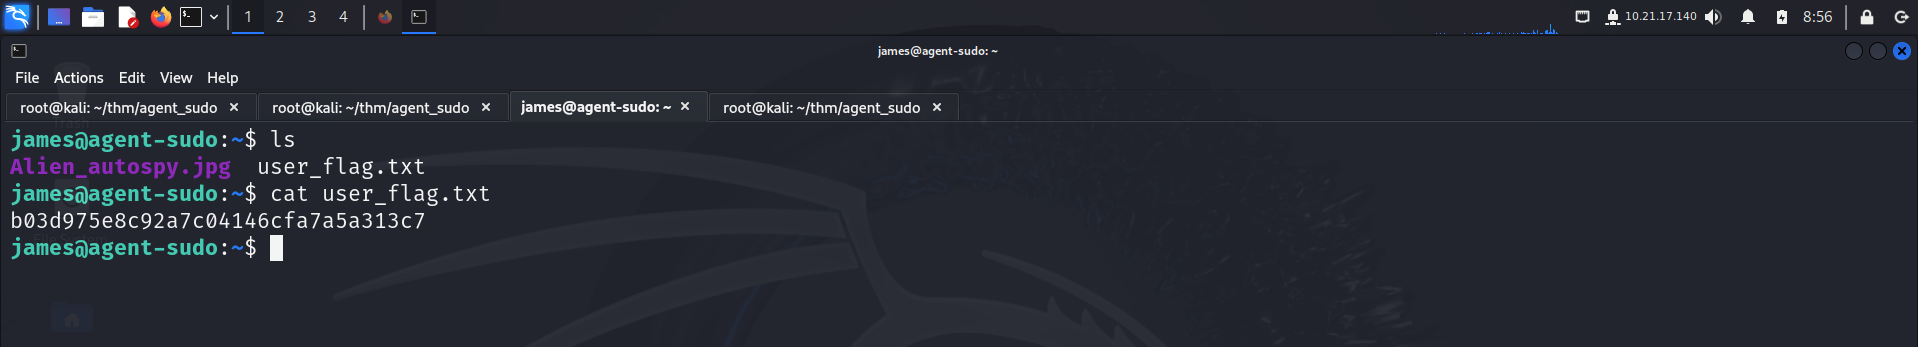 1 2 3 4 10.21.17.140 8:56
james@agent-sudo: ~
File Actions Edit View Help
root@kali: ~/thm/agent_sudo × root@kali: ~/thm/agent_sudo × james@agent-sudo: ~ × root@kali: ~/thm/agent_sudo ×
james@agent-sudo:~$ ls
Alien_autospy.jpg user_flag.txt
james@agent-sudo:~$ cat user_flag.txt
b03d975e8c92a7c04146cfa7a5a313c7
james@agent-sudo:~$